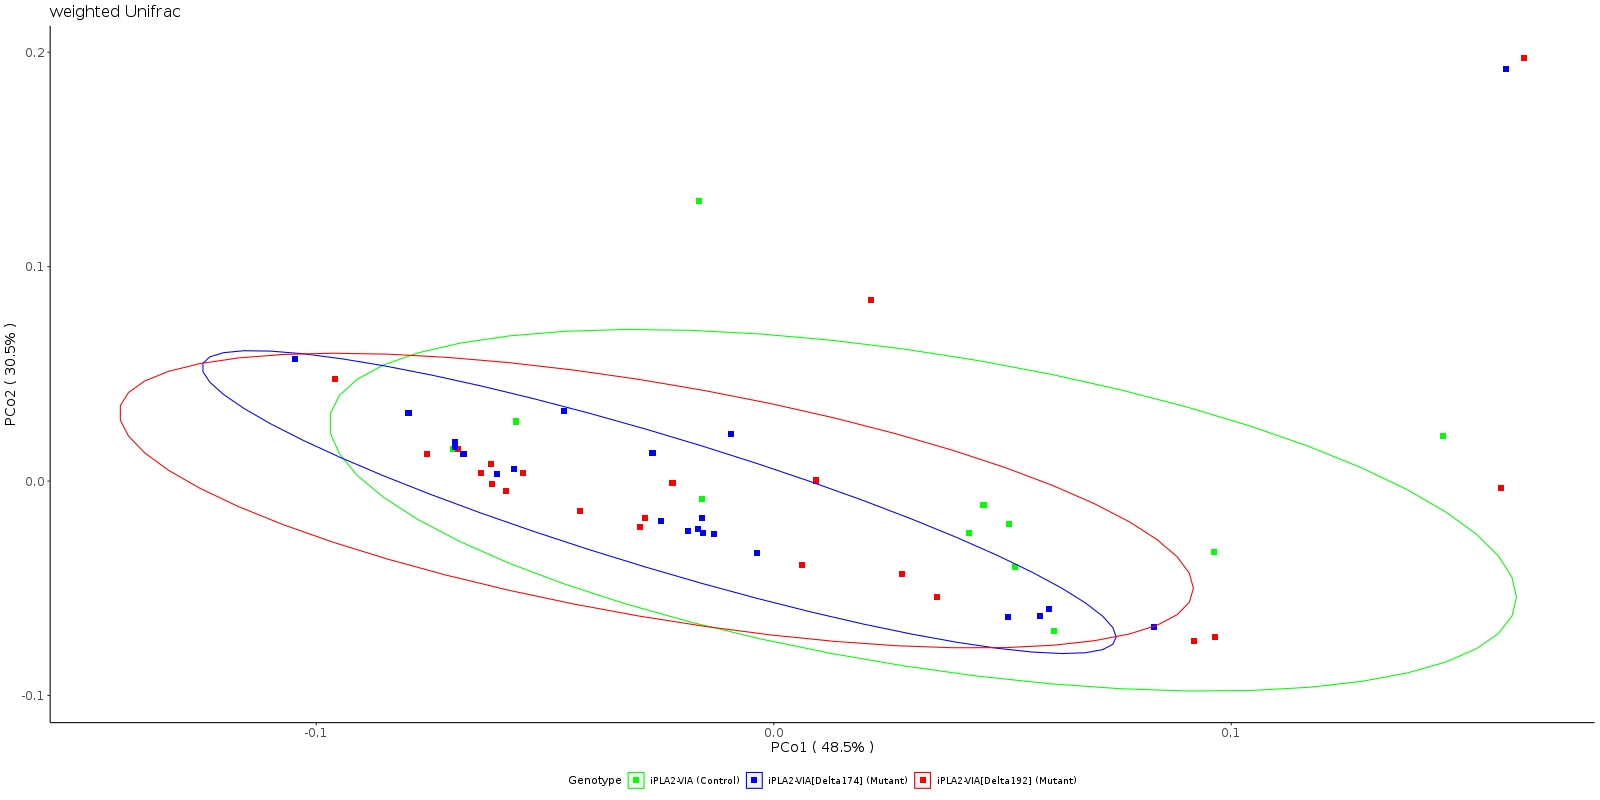 weighted Unifrac
0.2
0.1
0.0
-0.1
PCo2 ( 30.5% )
-0.1
0.0
0.1
PCo1 ( 48.5% )
Genotype iPLA2-VIA (Control) iPLA2-VIA[Delta174] (Mutant) iPLA2-VIA[Delta192] (Mutant)